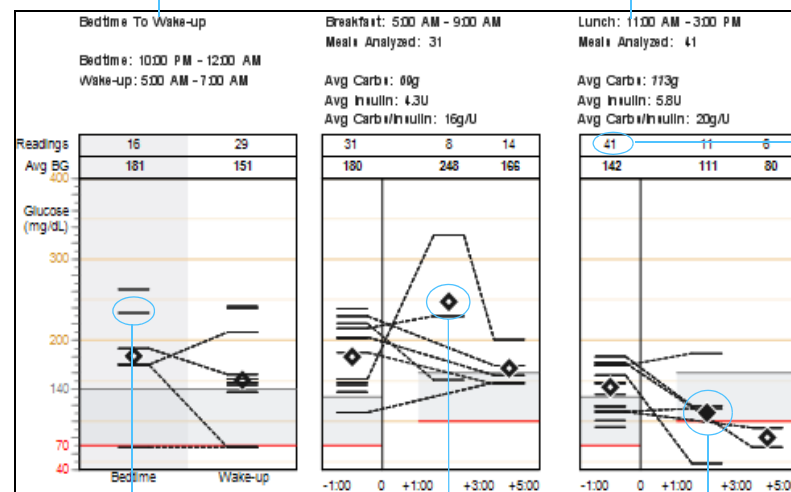 Bedtime To Wake-up
Bedtime: 10:00 PM - 12:00 AM
Wake-up: 5:00 AM - 7:00 AM
Breakfast: 5:00 AM - 9:00 AM
Meals Analyzed: 31
Avg Carbs: 69g
Avg Insulin: 4.3U
Avg Carbs/Insulin: 16g/U
Lunch: 11:00 AM - 3:00 PM
Meals Analyzed: 41
Avg Carbs: 113g
Avg Insulin: 5.8U
Avg Carbs/Insulin: 20g/U
Readings 16 29 31 8 14 41 11 6
Avg BG 181 151 180 248 166 142 111 80
400
Glucose
(mg/dL)
300
200
140
70
40
Bedtime Wake-up
-1:00 0 +1:00 +3:00 +5:00 -1:00 0 +1:00 +3:00 +5:00